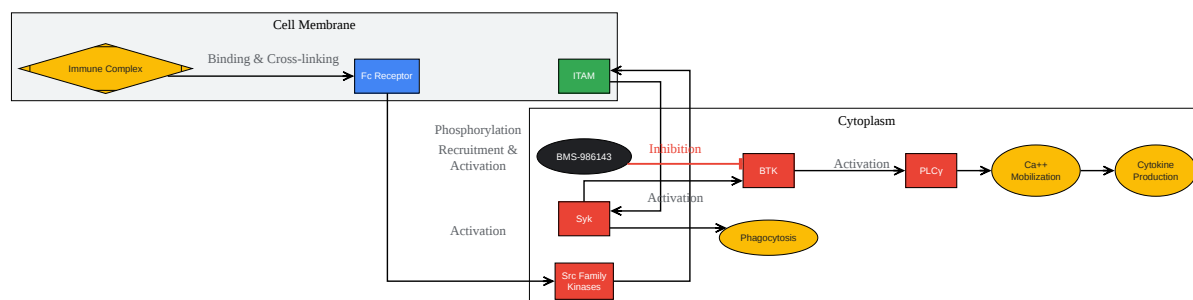 Cell Membrane
Immune Complex
Binding & Cross-linking
Fc Receptor
ITAM
Cytoplasm
Phosphorylation
Recruitment &
Activation
BMS-986143
Inhibition
BTK
Activation
PLCγ
Ca++
Mobilization
Cytokine
Production
Activation
Syk
Activation
Phagocytosis
Src Family
Kinases